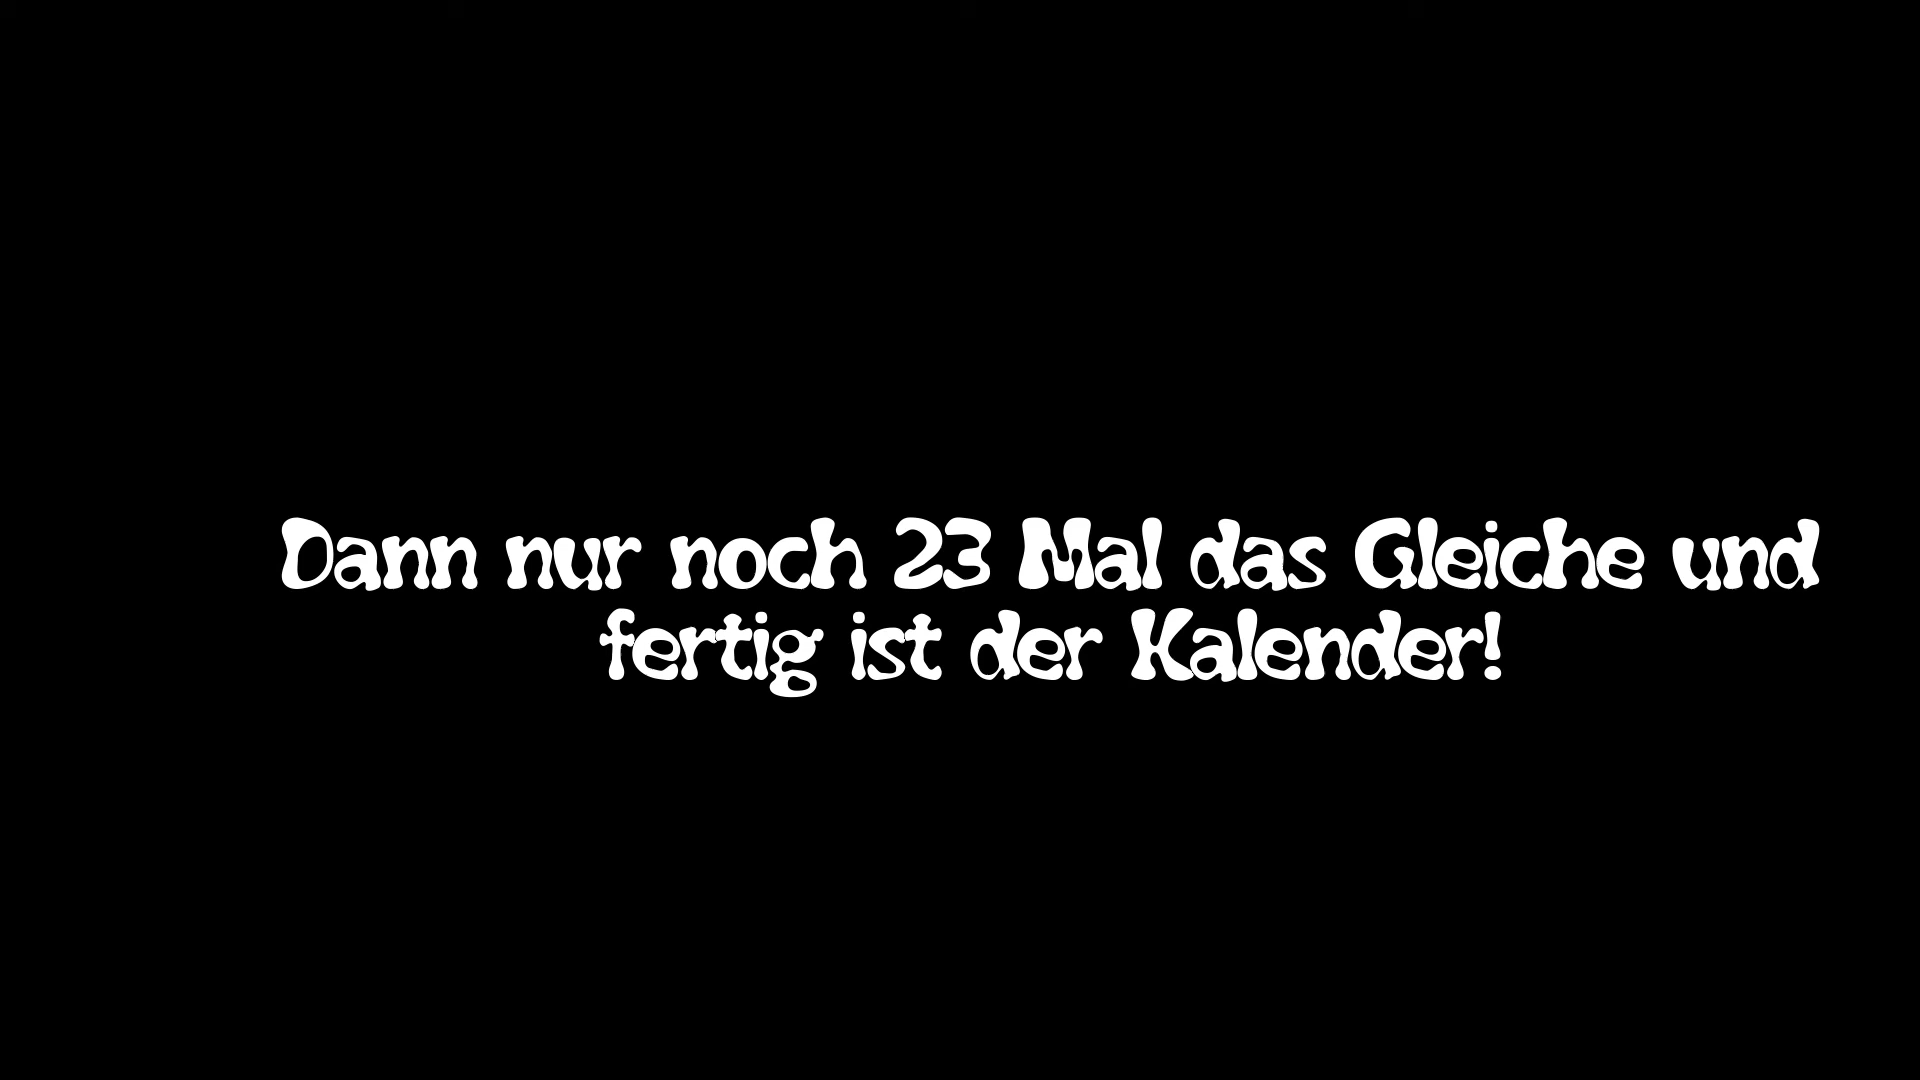 Dann nur noch 23 Mal das Gleiche und
fertig ist der Kalender!